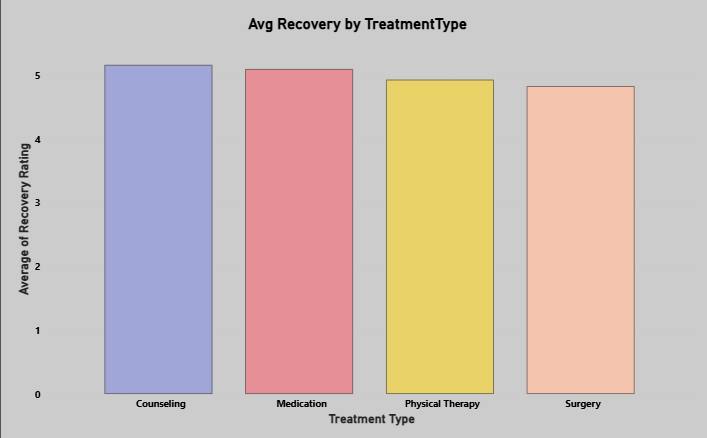 Avg Recovery by TreatmentType
Average of Recovery Rating
5
4
3
2
1
0
Counseling Medication Physical Therapy Surgery
Treatment Type